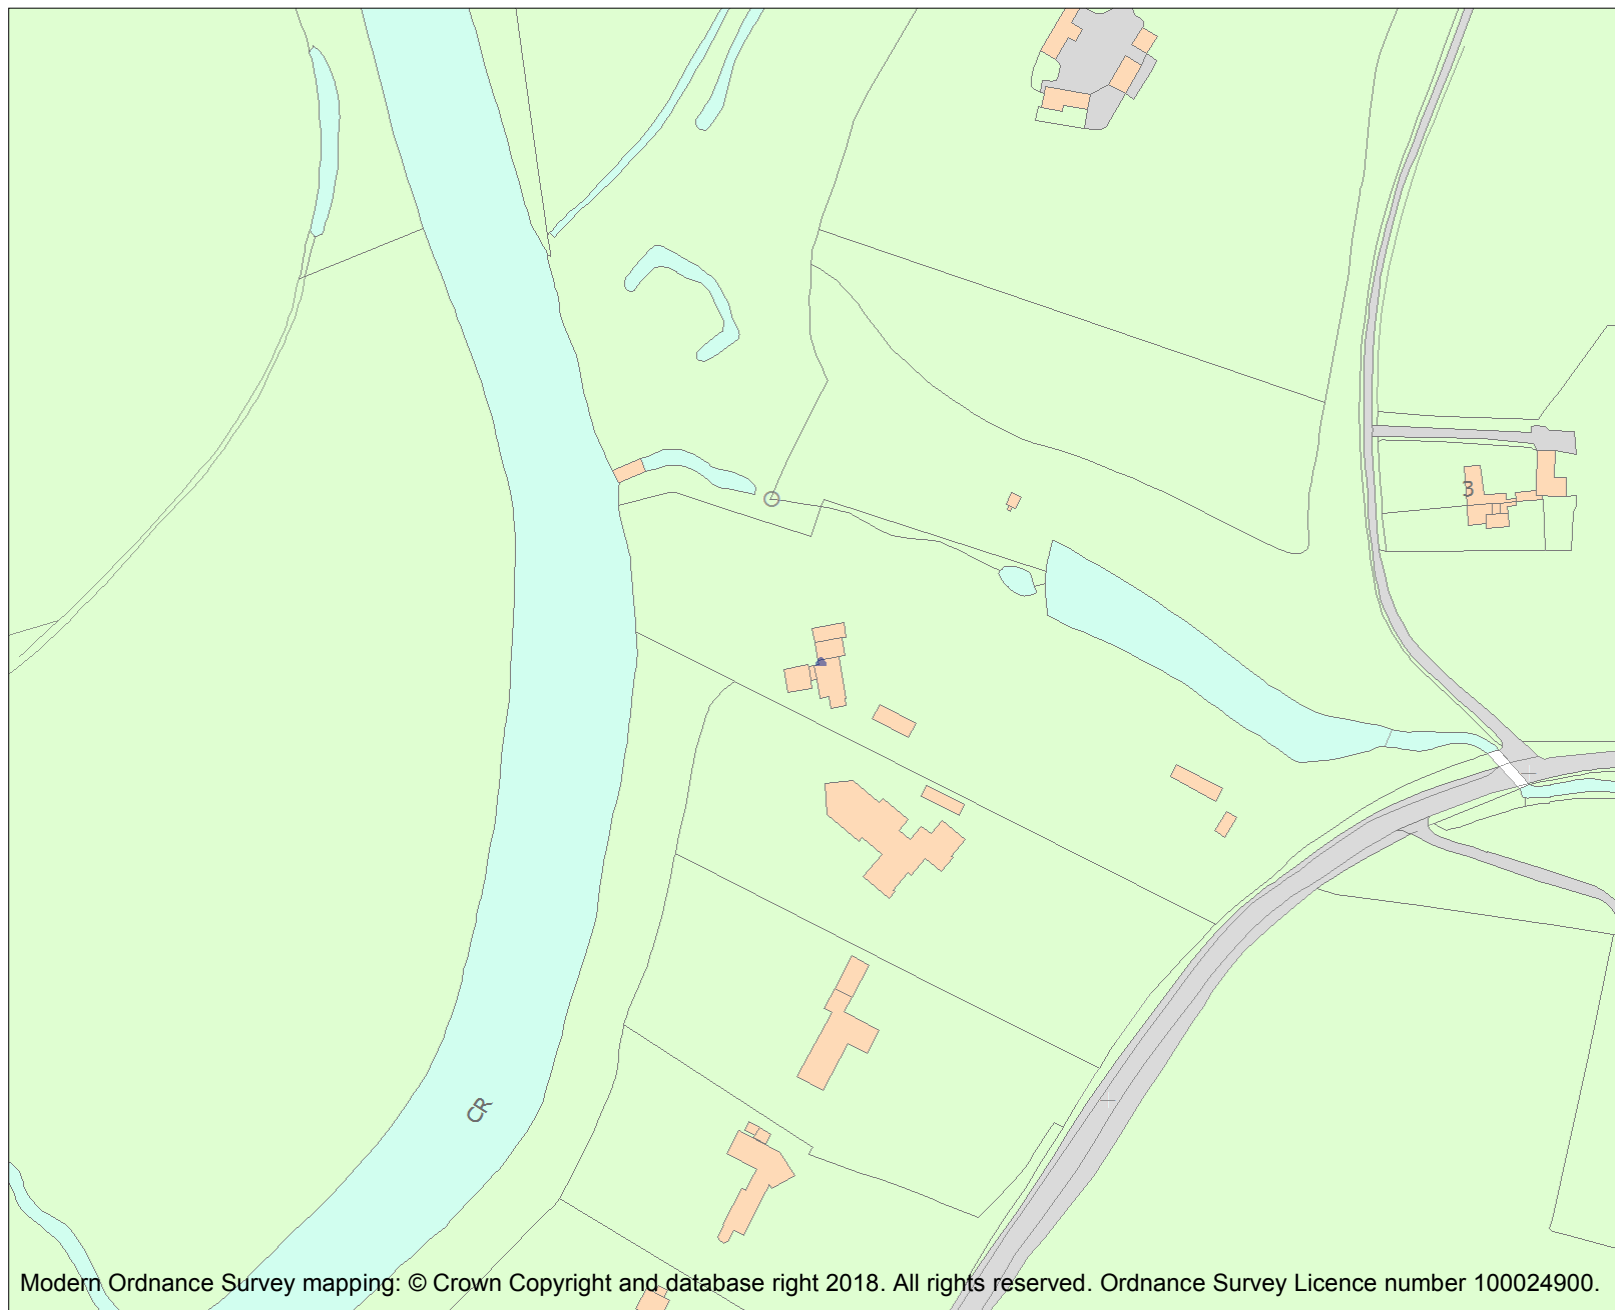 3
CR
Modern Ordnance Survey mapping: © Crown Copyright and database right 2018. All rights reserved. Ordnance Survey Licence number 100024900.